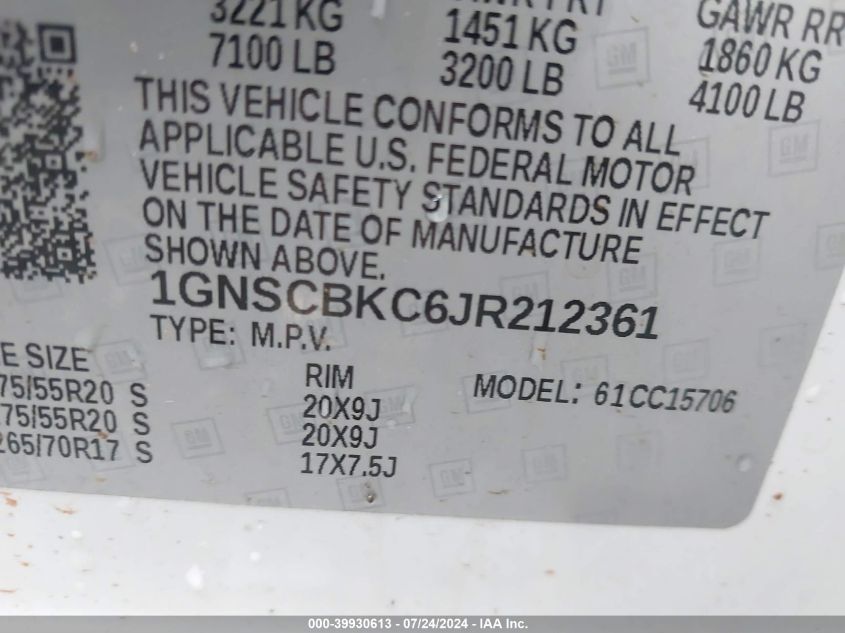 3221 KG
7100 LB
1451 KG
3200 LB
GAWR RR
1860 KG
4100 LB
THIS VEHICLE CONFORMS TO ALL
APPLICABLE U.S. FEDERAL MOTOR
VEHICLE SAFETY STANDARDS IN EFFECT
ON THE DATE OF MANUFACTURE
SHOWN ABOVE.
1GNSCBKC6JR212361
TYPE: M.P.V.
MODEL: 61CC15706
E SIZE
RIM
75/55R20 S
20X9J
75/55R20 S
20X9J
265/70R17 S
17X7.5J
GM
000-39930613 - 07/24/2024 - IAA Inc.